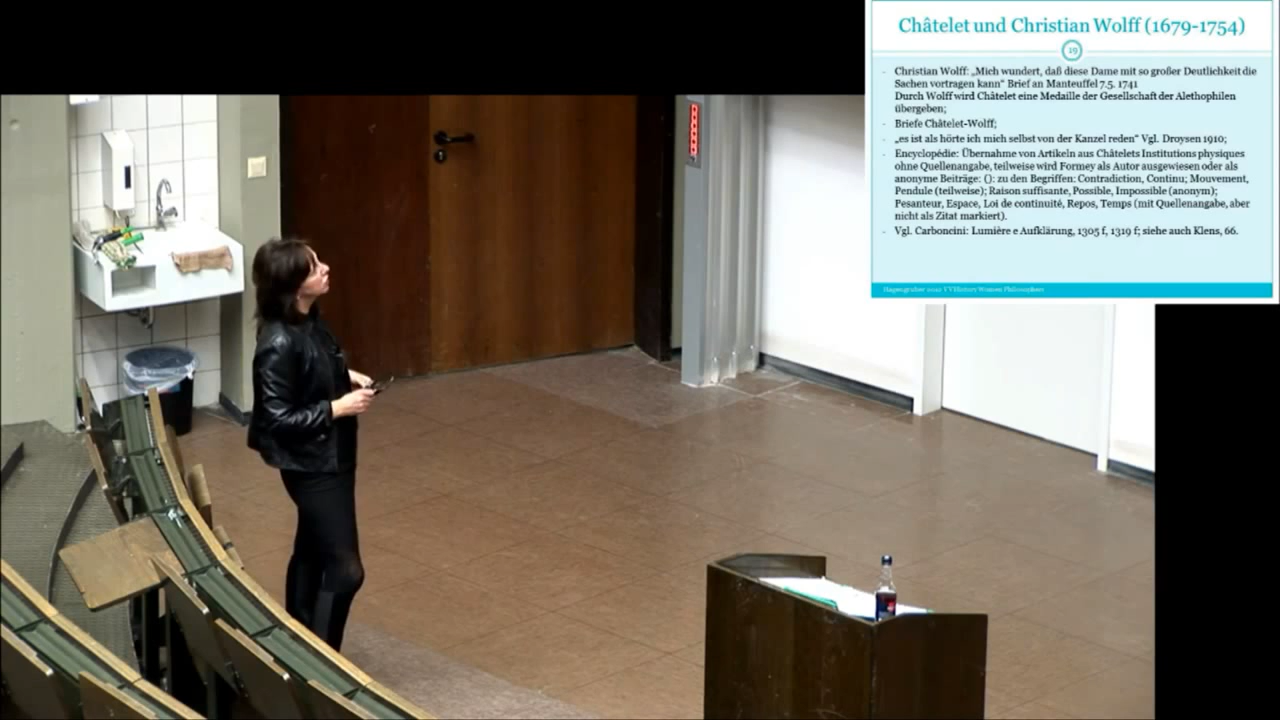 Châtelet und Christian Wolff (1679-1754)
19
- Christian Wolff: „Mich wundert, daß diese Dame mit so großer Deutlichkeit die
Sachen vortragen kann“ Brief an Manteuffel 7.5. 1741
Durch Wolff wird Châtelet eine Medaille der Gesellschaft der Alethophilen
übergeben;
- Briefe Châtelet-Wolff;
- „es ist als hörte ich mich selbst von der Kanzel reden“ Vgl. Droysen 1910;
- Encyclopédie: Übernahme von Artikeln aus Châtelets Institutions physiques
ohne Quellenangabe, teilweise wird Formey als Autor ausgewiesen oder als
anonyme Beiträge: (): zu den Begriffen: Contradiction, Continu; Mouvement,
Pendule (teilweise); Raison suffisante, Possible, Impossible (anonym);
Pesanteur, Espace, Loi de continuité, Repos, Temps (mit Quellenangabe, aber
nicht als Zitat markiert).
- Vgl. Carboncini: Lumière e Aufklärung, 1305 f, 1319 f; siehe auch Klens, 66.
Women Philosophers